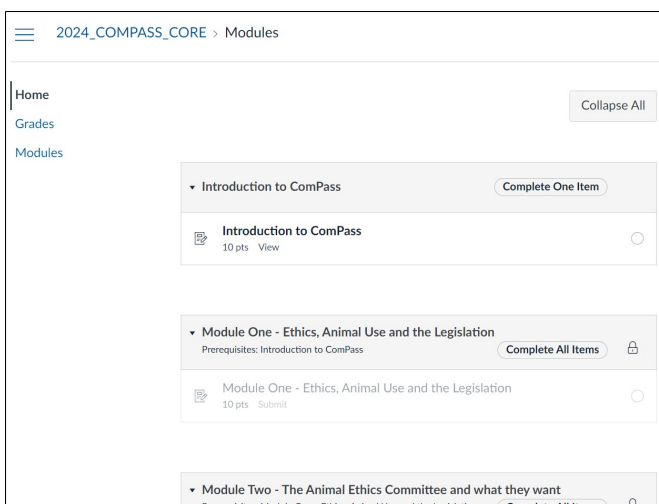 2024_COMPASS_CORE > Modules
Home
Grades
Modules
Collapse All
Introduction to ComPass
Complete One Item
Introduction to ComPass
10 pts View
Module One - Ethics, Animal Use and the Legislation
Prerequisites: Introduction to ComPass
Complete All Items
Module One - Ethics, Animal Use and the Legislation
10 pts Submit
Module Two - The Animal Ethics Committee and what they want